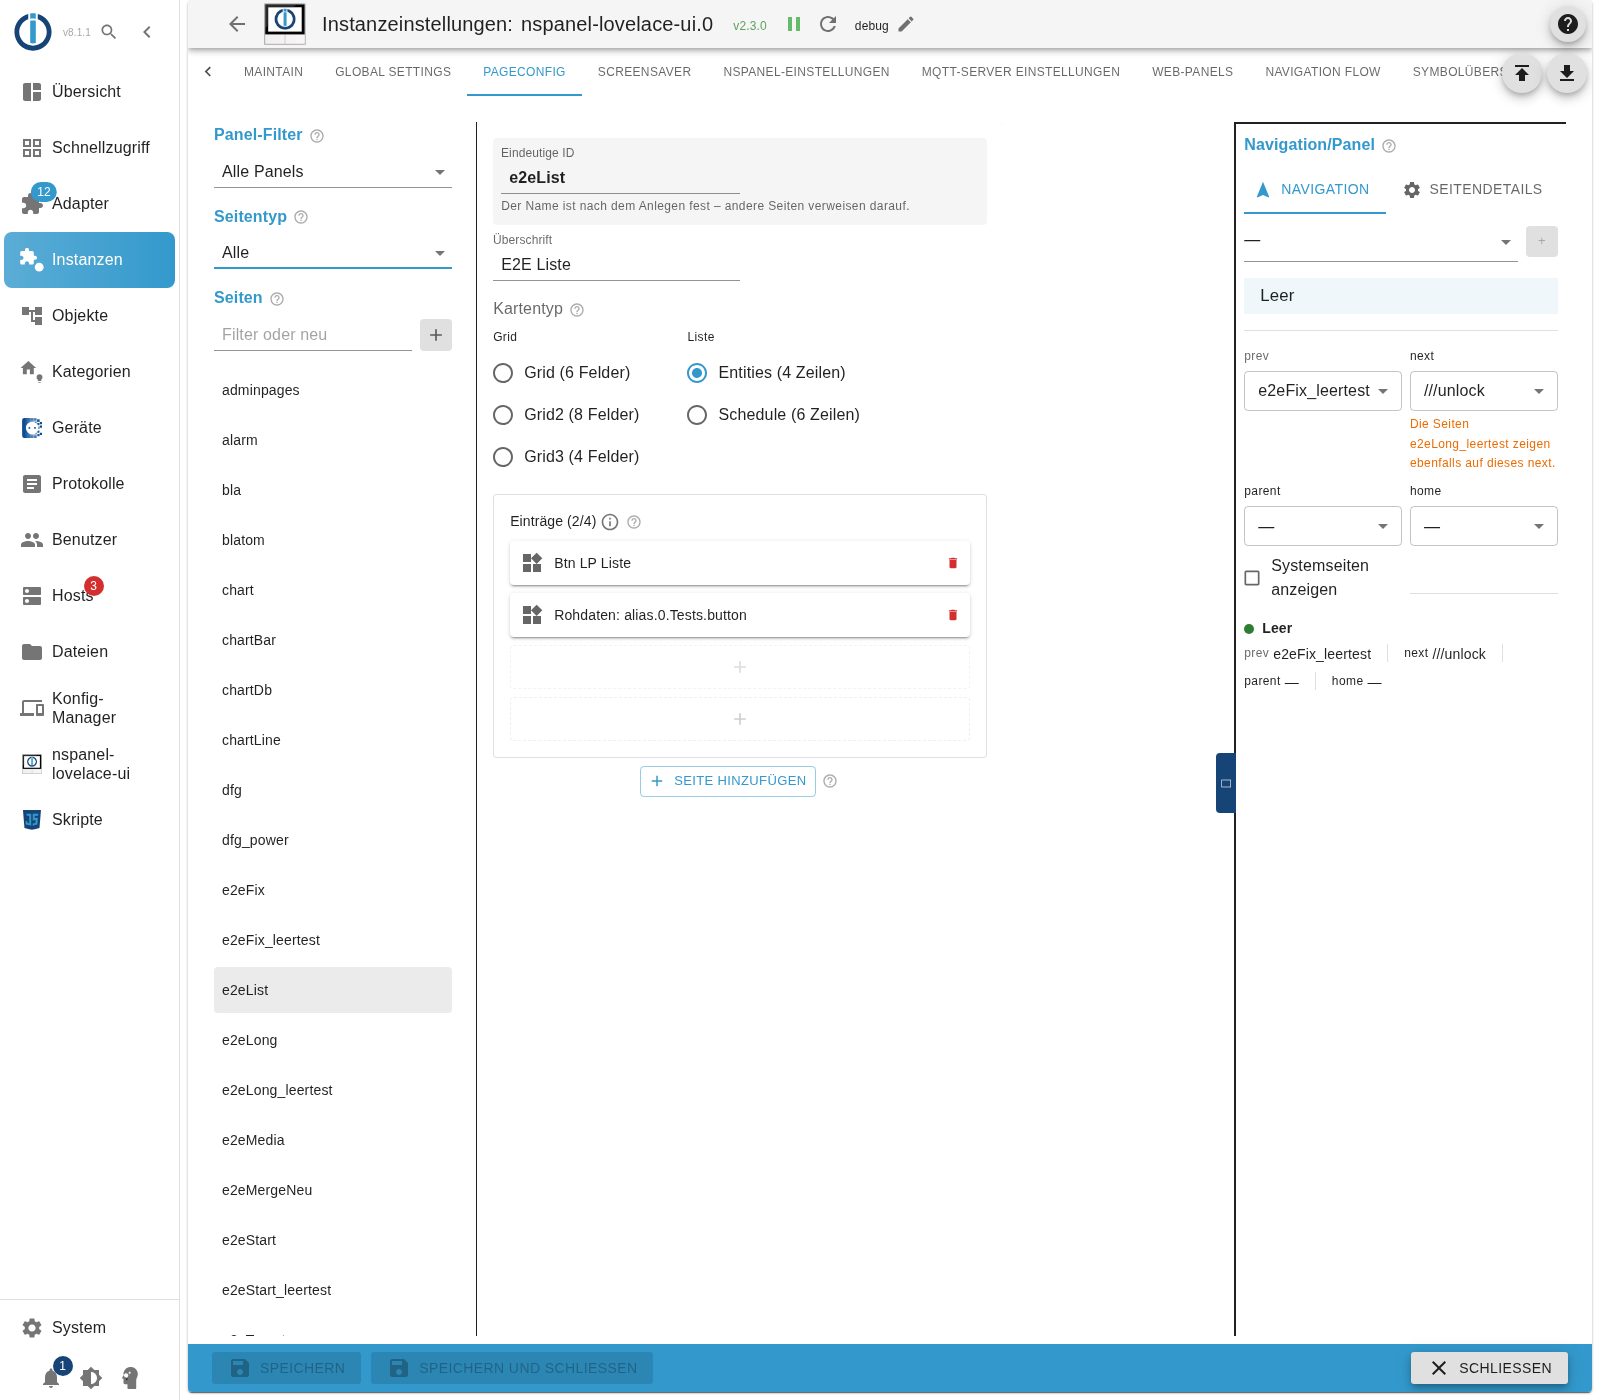 v8.1.1
Übersicht
Schnellzugriff
12
Adapter
Instanzen
Objekte
Kategorien
Geräte
Protokolle
Benutzer
3
Hosts
Dateien
Konfig-
Manager
nspanel-
lovelace-ui
Skripte
System
1
Instanzeinstellungen: nspanel-lovelace-ui.0
v2.3.0
debug
MAINTAIN
GLOBAL SETTINGS
PAGECONFIG
SCREENSAVER
NSPANEL-EINSTELLUNGEN
MQTT-SERVER EINSTELLUNGEN
WEB-PANELS
NAVIGATION FLOW
SYMBOLÜBERS
Panel-Filter
Alle Panels
Seitentyp
Alle
Seiten
Filter oder neu
adminpages
alarm
bla
blatom
chart
chartBar
chartDb
chartLine
dfg
dfg_power
e2eFix
e2eFix_leertest
e2eList
e2eLong
e2eLong_leertest
e2eMedia
e2eMergeNeu
e2eStart
e2eStart_leertest
Eindeutige ID
e2eList
Der Name ist nach dem Anlegen fest – andere Seiten verweisen darauf.
Überschrift
E2E Liste
Kartentyp
Grid
Grid (6 Felder)
Grid2 (8 Felder)
Grid3 (4 Felder)
Liste
Entities (4 Zeilen)
Schedule (6 Zeilen)
Einträge (2/4)
Btn LP Liste
Rohdaten: alias.0.Tests.button
SEITE HINZUFÜGEN
Navigation/Panel
NAVIGATION
SEITENDETAILS
—
+
Leer
prev
e2eFix_leertest
next
///unlock
Die Seiten
e2eLong_leertest zeigen
ebenfalls auf dieses next.
parent
—
home
—
Systemseiten
anzeigen
Leer
prev e2eFix_leertest
next ///unlock
parent —
home —
SPEICHERN
SPEICHERN UND SCHLIESSEN
SCHLIESSEN